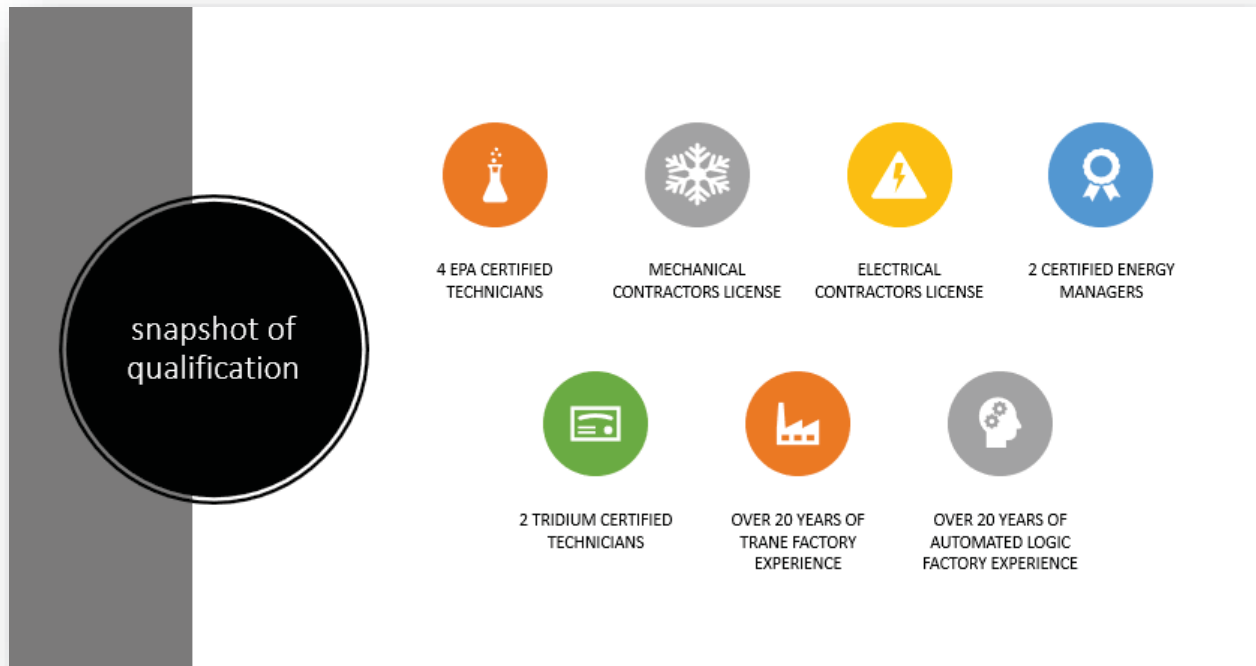 snapshot of
qualification
4 EPA CERTIFIED
TECHNICIANS
MECHANICAL
CONTRACTORS LICENSE
ELECTRICAL
CONTRACTORS LICENSE
2 CERTIFIED ENERGY
MANAGERS
2 TRIDIUM CERTIFIED
TECHNICIANS
OVER 20 YEARS OF
TRANE FACTORY
EXPERIENCE
OVER 20 YEARS OF
AUTOMATED LOGIC
FACTORY EXPERIENCE